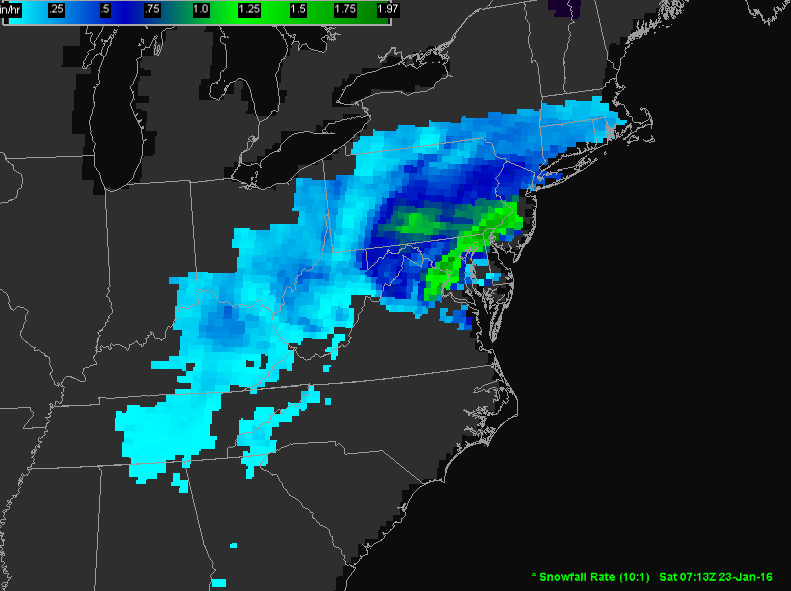 in/hr .25 .5 .75 1.0 1.25 1.5 1.75 1.97
* Snowfall Rate (10:1) Sat 07:13Z 23-Jan-16